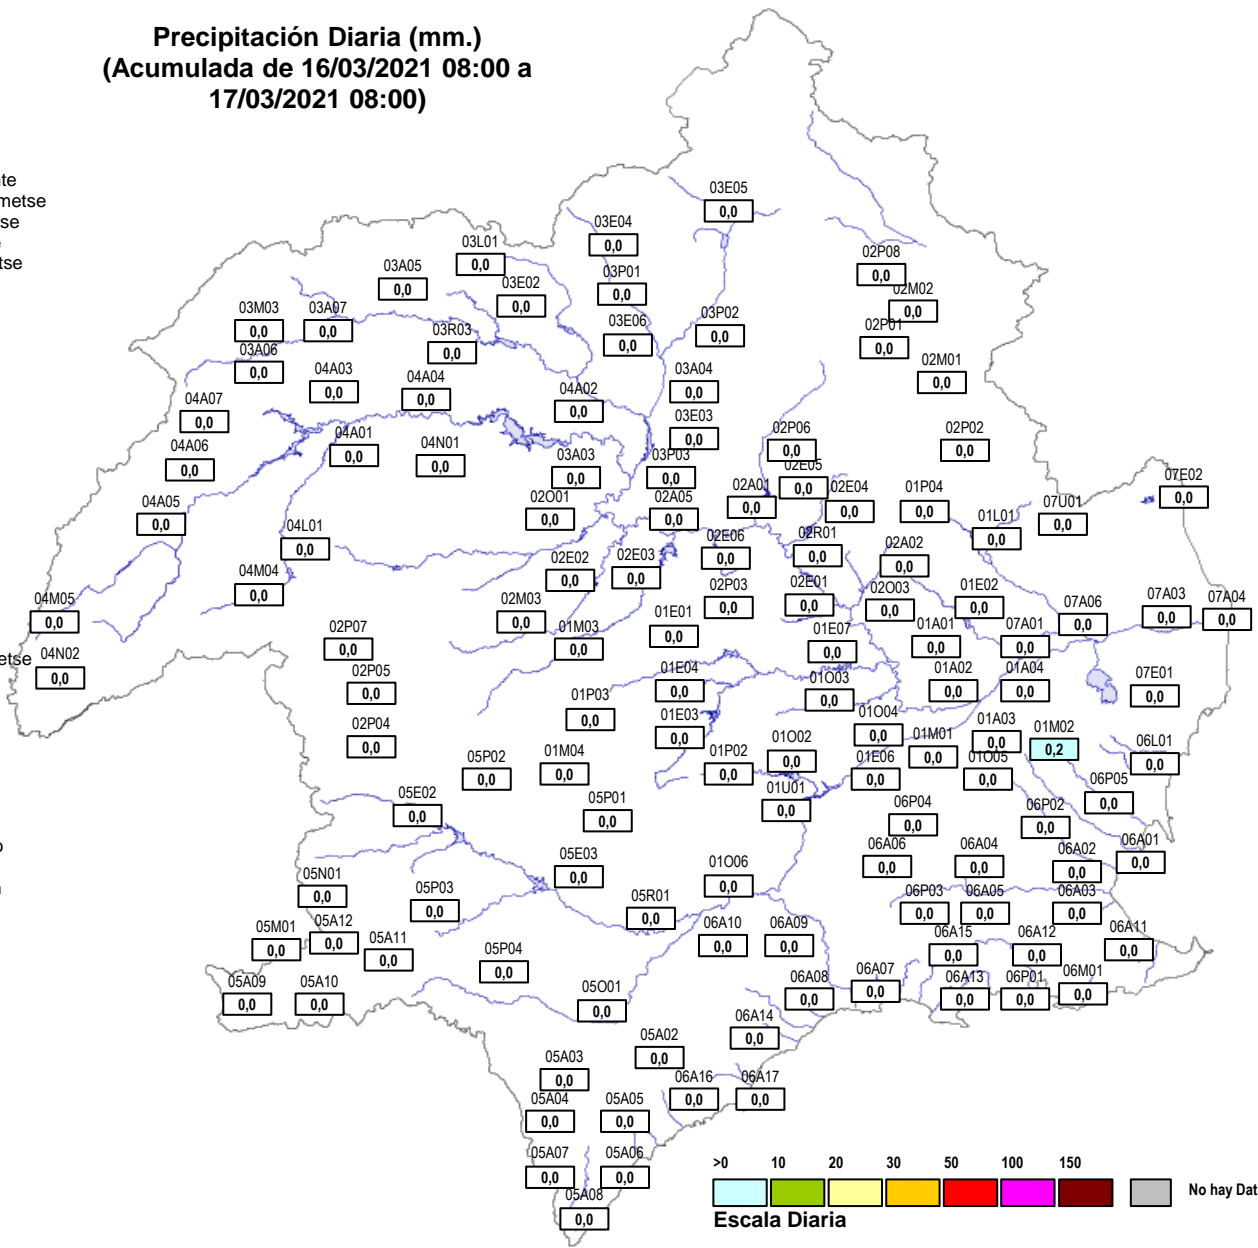 Precipitación Diaria (mm.)
(Acumulada de 16/03/2021 08:00 a
17/03/2021 08:00)
te
metse
se
tse
03E05
0,0
03E04
0,0
03L01
0,0
02P08
0,0
03A05
0,0
03P01
0,0
03E02
0,0
02M02
0,0
03M03
0,0
03A07
0,0
03P02
0,0
03E06
0,0
02P01
0,0
03R03
0,0
03A06
0,0
02M01
0,0
04A03
0,0
03A04
0,0
04A04
0,0
04A02
0,0
04A07
0,0
03E03
0,0
02P06
0,0
02P02
0,0
04A01
0,0
04N01
0,0
04A06
0,0
03A03
0,0
03P03
0,0
02E05
0,0
07E02
0,0
02A01
0,0
02E04
0,0
01P04
0,0
04A05
0,0
02O01
0,0
02A05
0,0
07U01
0,0
01L01
0,0
04L01
0,0
02E06
0,0
02R01
0,0
02A02
0,0
02E02
0,0
02E03
0,0
04M04
0,0
02P03
0,0
02E01
0,0
02O03
0,0
01E02
0,0
04M05
0,0
02M03
0,0
07A06
0,0
07A03
0,0
07A04
0,0
01E01
0,0
02P07
0,0
01M03
0,0
01E07
0,0
01A01
0,0
07A01
0,0
etse
04N02
0,0
02P05
0,0
01E04
0,0
01O03
0,0
01A02
0,0
01A04
0,0
07E01
0,0
01P03
0,0
01E03
0,0
01O04
0,0
01A03
0,0
01M02
0,2
02P04
0,0
01M01
0,0
06L01
0,0
05P02
0,0
01M04
0,0
01P02
0,0
01O02
0,0
01E06
0,0
01O05
0,0
06P05
0,0
05E02
0,0
05P01
0,0
01U01
0,0
06P04
0,0
06P02
0,0
o
06A01
0,0
05E03
0,0
01O06
0,0
06A06
0,0
06A04
0,0
06A02
0,0
05N01
0,0
05P03
0,0
05R01
0,0
06P03
0,0
06A05
0,0
06A03
0,0
05M01
0,0
05A12
0,0
05A11
0,0
06A10
0,0
06A09
0,0
06A15
0,0
06A12
0,0
06A11
0,0
05P04
0,0
05A09
0,0
05A10
0,0
05O01
0,0
06A08
0,0
06A07
0,0
06A13
0,0
06P01
0,0
06M01
0,0
06A14
0,0
05A02
0,0
05A03
0,0
06A16
0,0
06A17
0,0
05A04
0,0
05A05
0,0
05A07
0,0
05A06
0,0
05A08
0,0
>0 10 20 30 50 100 150
No hay Dat
Escala Diaria